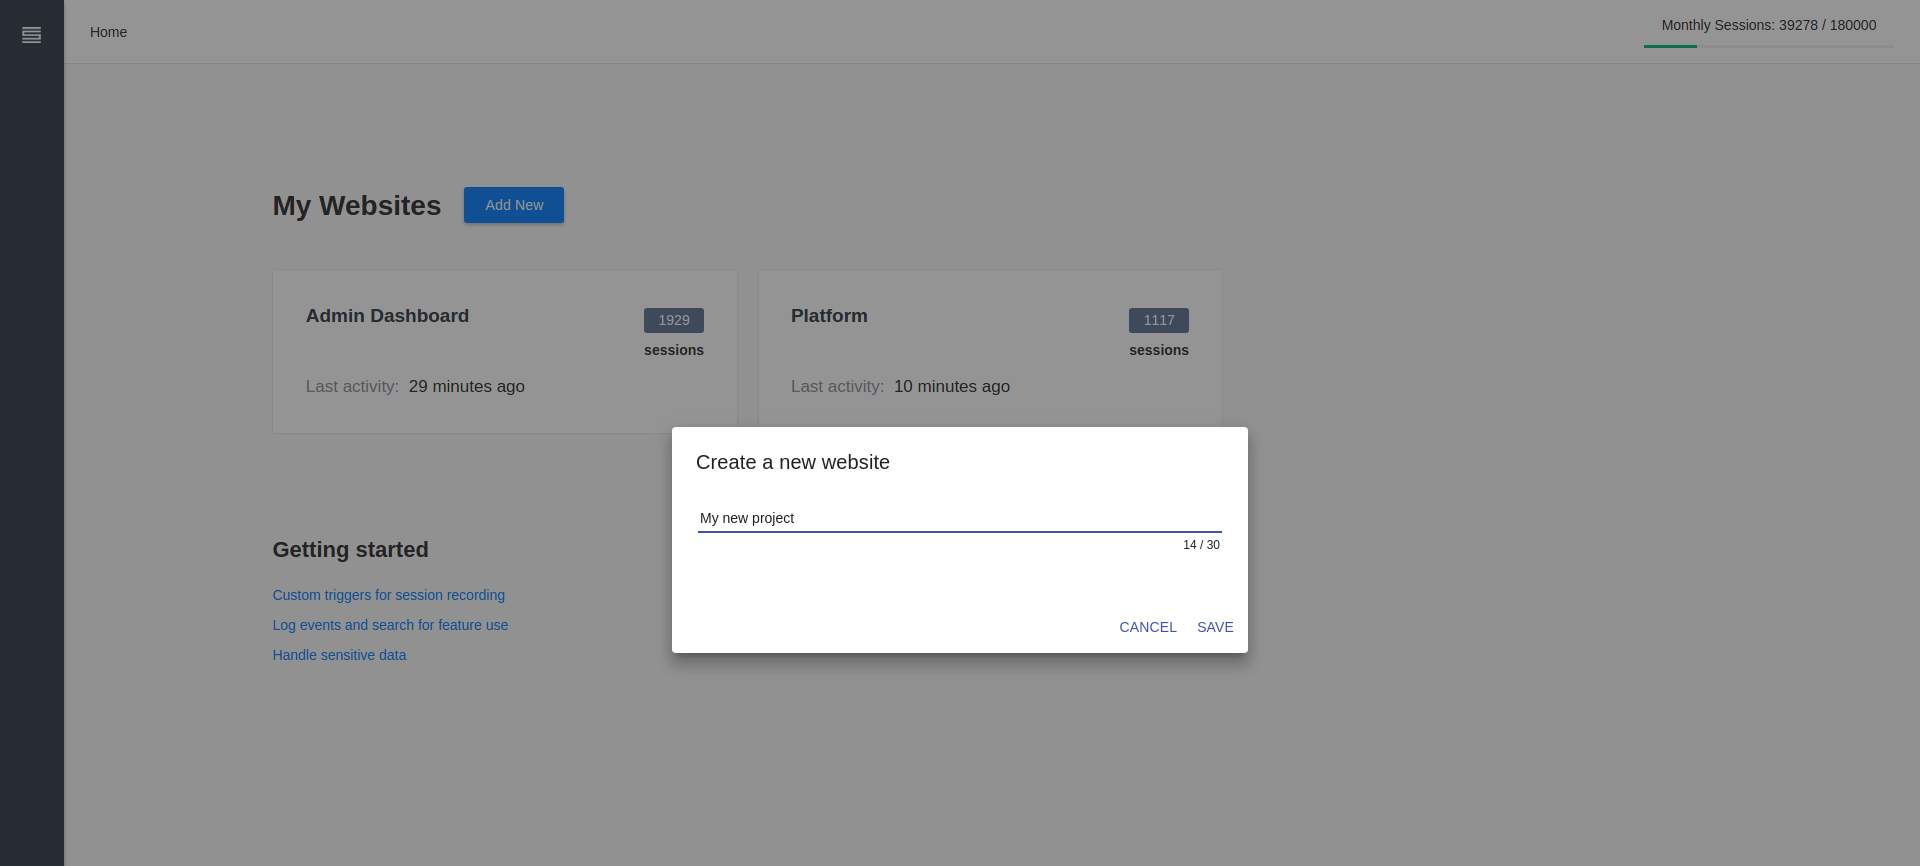 Home
Monthly Sessions: 39278 / 180000
My Websites
Add New
Admin Dashboard
1929
sessions
Last activity: 29 minutes ago
Platform
1117
sessions
Last activity: 10 minutes ago
Create a new website
My new project
14 / 30
CANCEL SAVE
Getting started
Custom triggers for session recording
Log events and search for feature use
Handle sensitive data